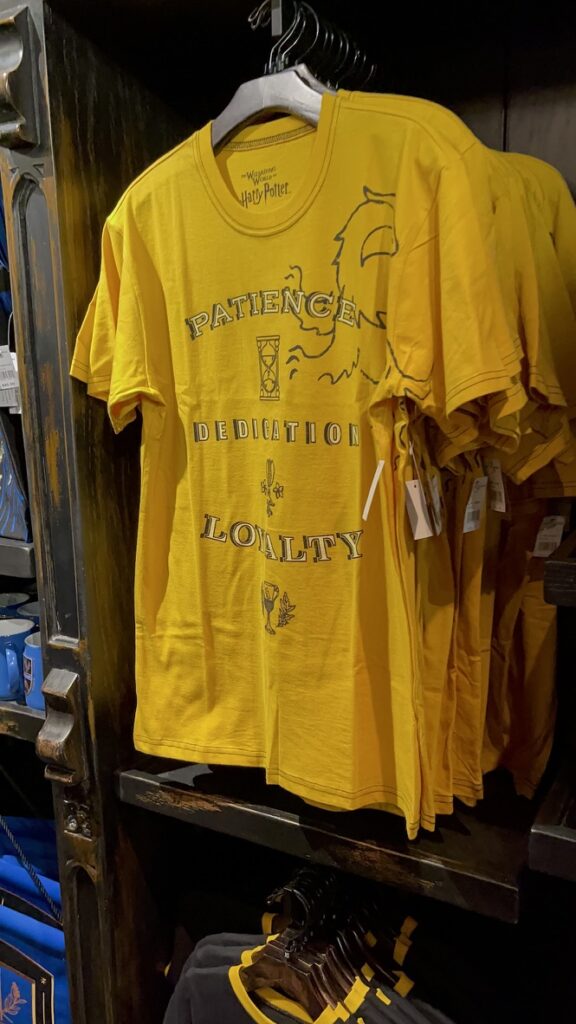 THE WIZARDING
WORLD OF
Harry Potter
PATIENCE
DEDICATION
LOYALTY